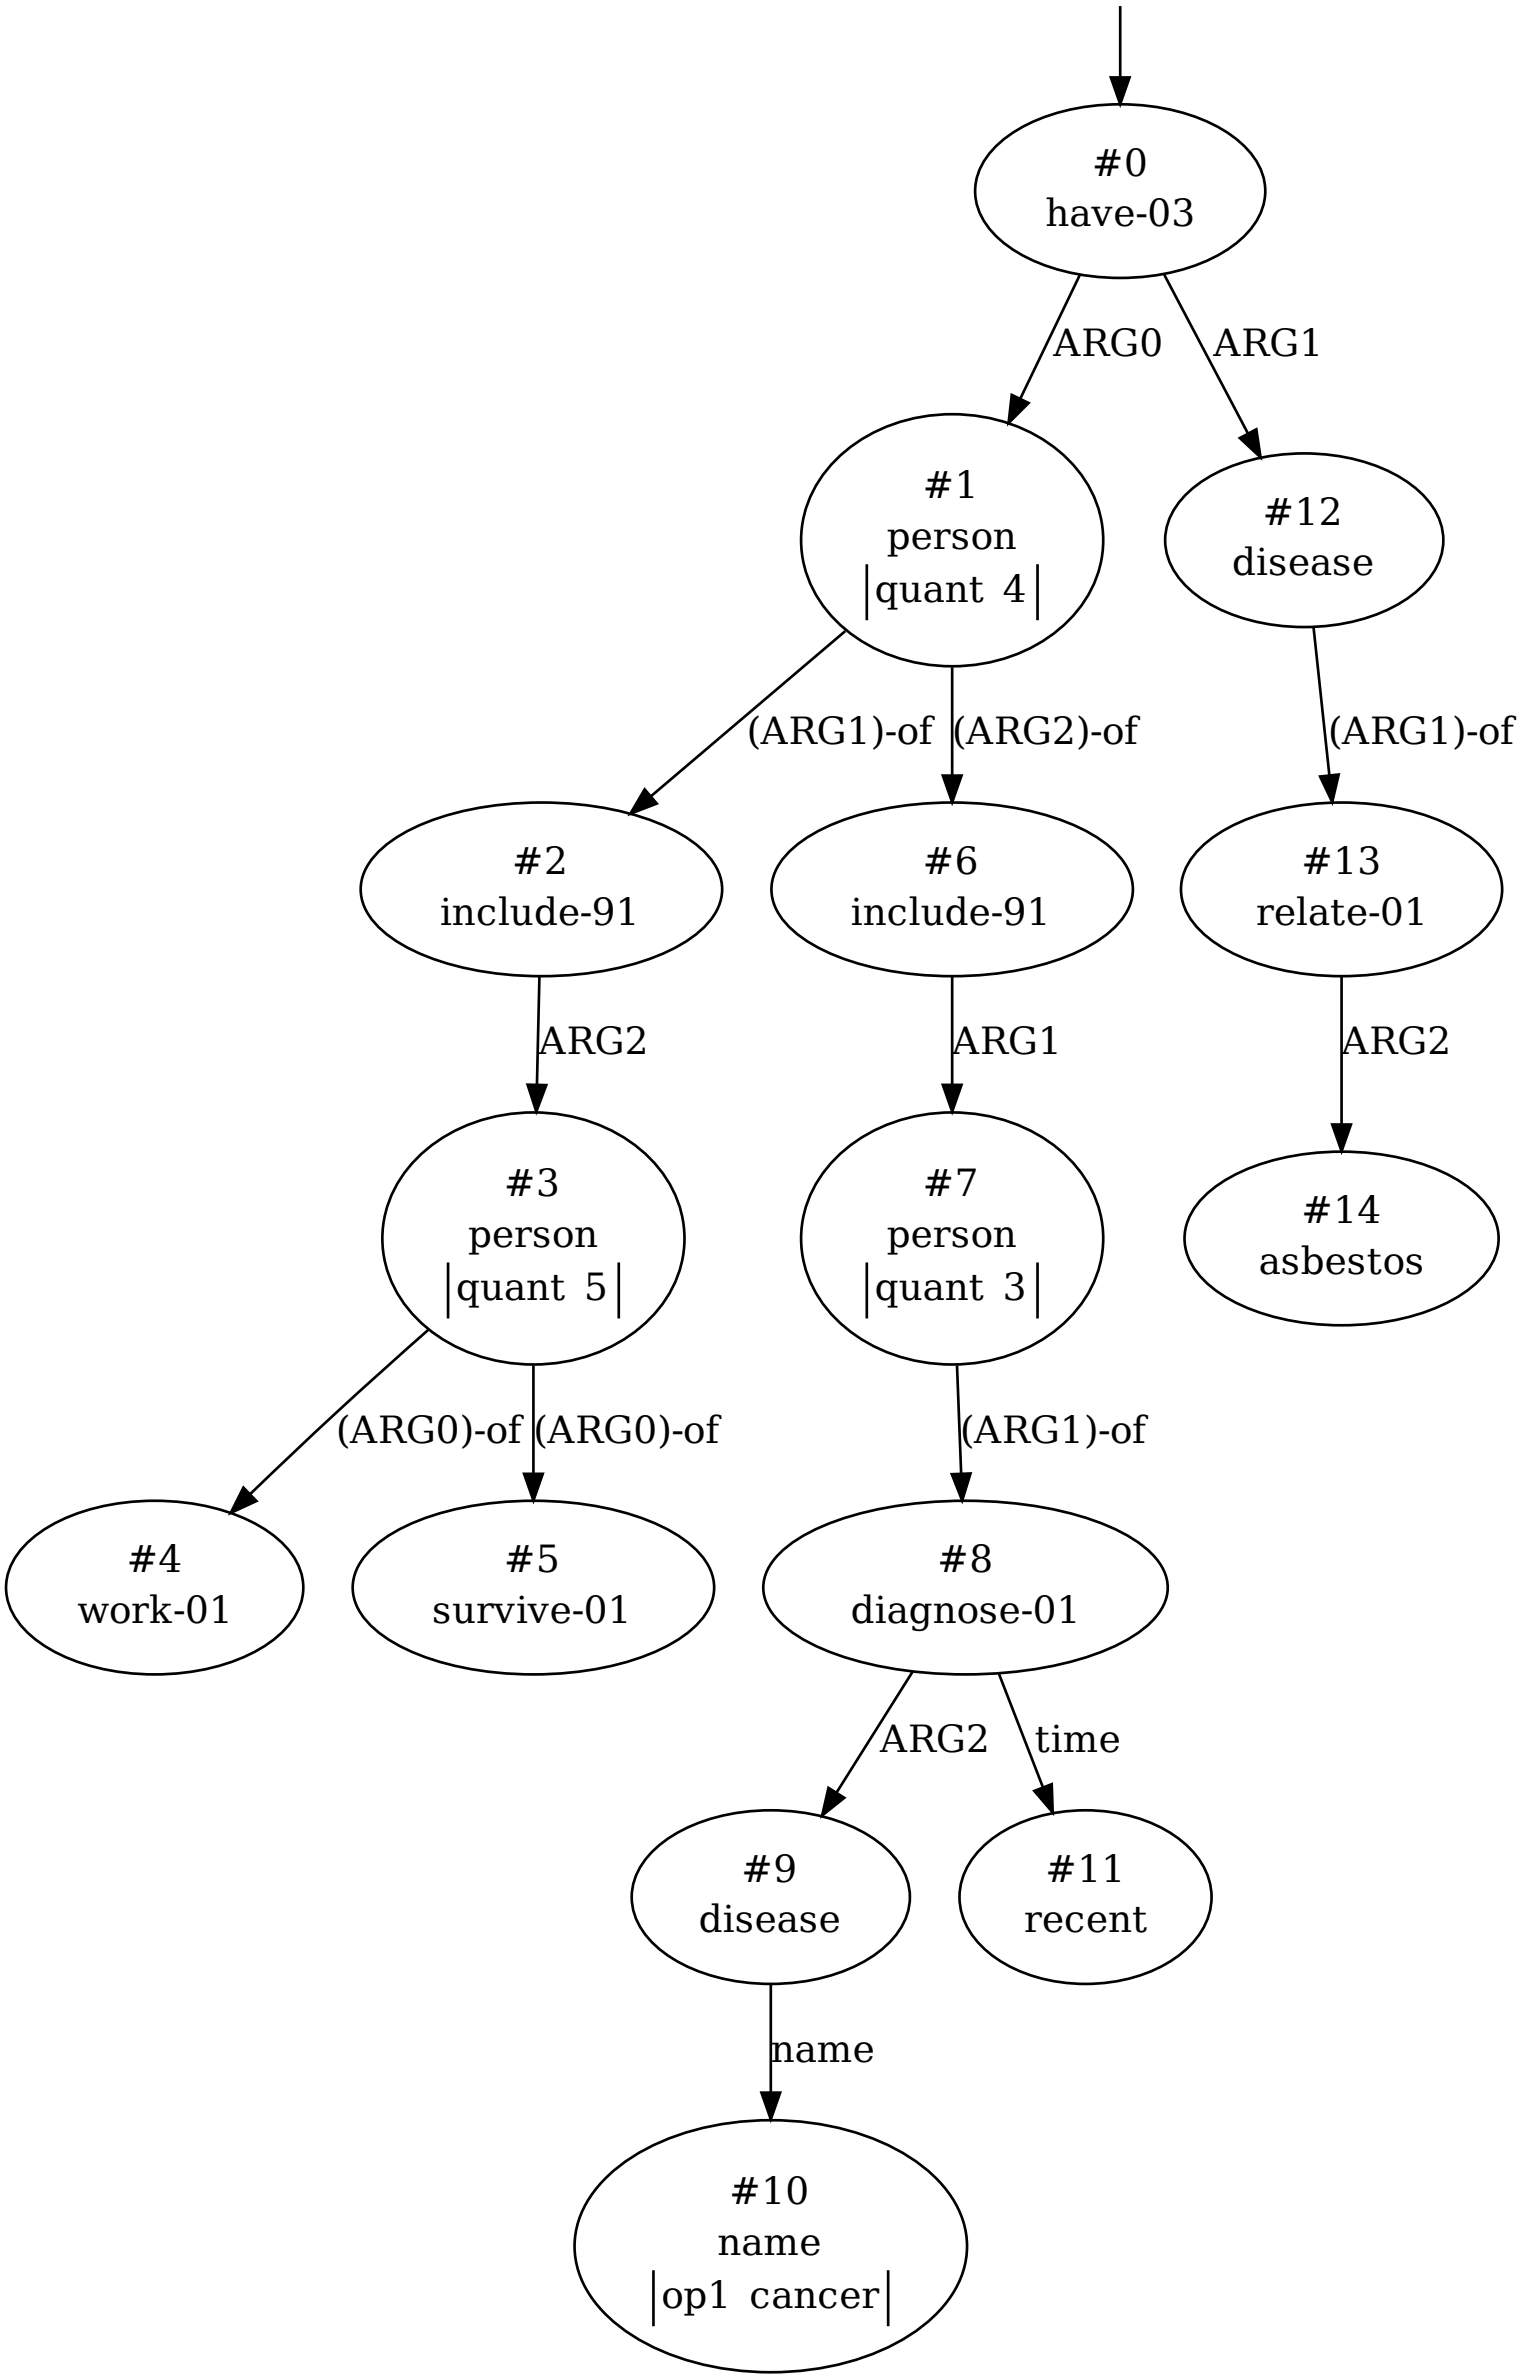 #0
have-03
ARG0
ARG1
#1
person
|quant 4|
#12
disease
(ARG1)-of
(ARG2)-of
(ARG1)-of
#2
include-91
#6
include-91
#13
relate-01
ARG2
ARG1
ARG2
#3
person
|quant 5|
#7
person
|quant 3|
#14
asbestos
(ARG0)-of
(ARG0)-of
(ARG1)-of
#4
work-01
#5
survive-01
#8
diagnose-01
ARG2
time
#9
disease
#11
recent
name
#10
name
|op1 cancer|